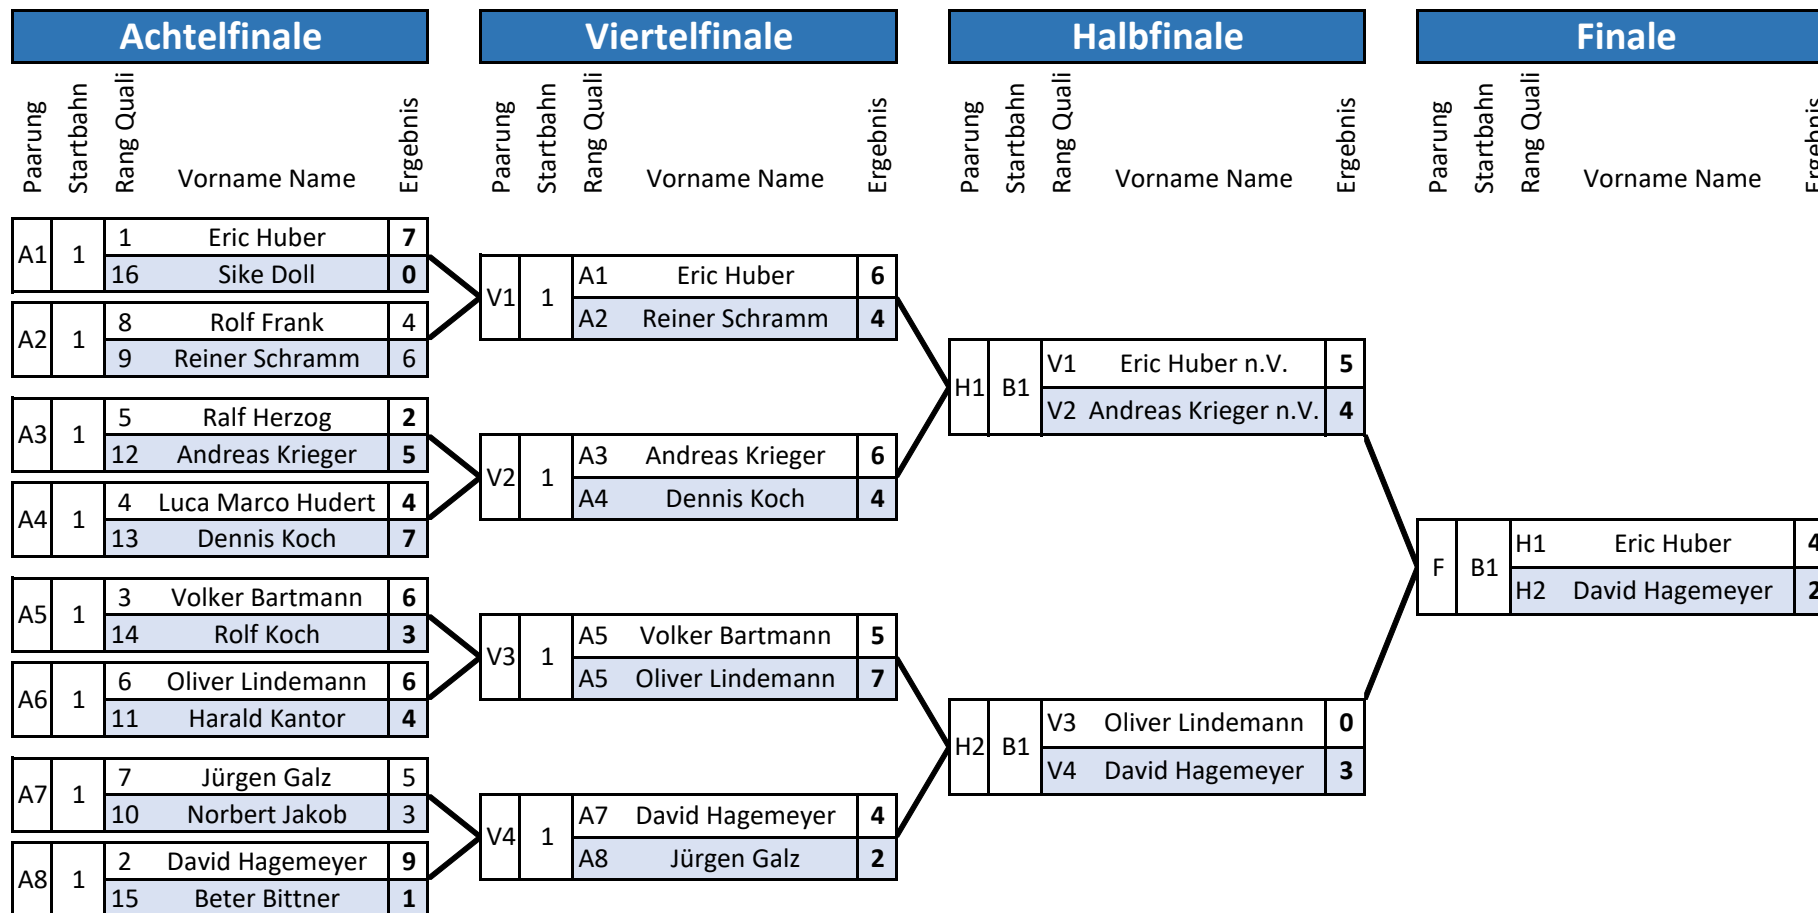 Achtelfinale Viertelfinale Halbfinale Finale
Paarung Startbahn Rang Quali Vorname Name Ergebnis Paarung Startbahn Rang Quali Vorname Name Ergebnis Paarung Startbahn Rang Quali Vorname Name Ergebnis Paarung Startbahn Rang Quali Vorname Name Ergebnis
A1 1 1 Eric Huber 7
16 Sike Doll 0
A2 1 8 Rolf Frank 4
9 Reiner Schramm 6
A3 1 5 Ralf Herzog 2
12 Andreas Krieger 5
A4 1 4 Luca Marco Hudert 4
13 Dennis Koch 7
A5 1 3 Volker Bartmann 6
14 Rolf Koch 3
A6 1 6 Oliver Lindemann 6
11 Harald Kantor 4
A7 1 7 Jürgen Galz 5
10 Norbert Jakob 3
A8 1 2 David Hagemeyer 9
15 Beter Bittner 1
V1 1 A1 Eric Huber 6
A2 Reiner Schramm 4
V2 1 A3 Andreas Krieger 6
A4 Dennis Koch 4
V3 1 A5 Volker Bartmann 5
A5 Oliver Lindemann 7
V4 1 A7 David Hagemeyer 4
A8 Jürgen Galz 2
H1 B1 V1 Eric Huber n.V. 5
V2 Andreas Krieger n.V. 4
H2 B1 V3 Oliver Lindemann 0
V4 David Hagemeyer 3
F B1 H1 Eric Huber 4
H2 David Hagemeyer 2